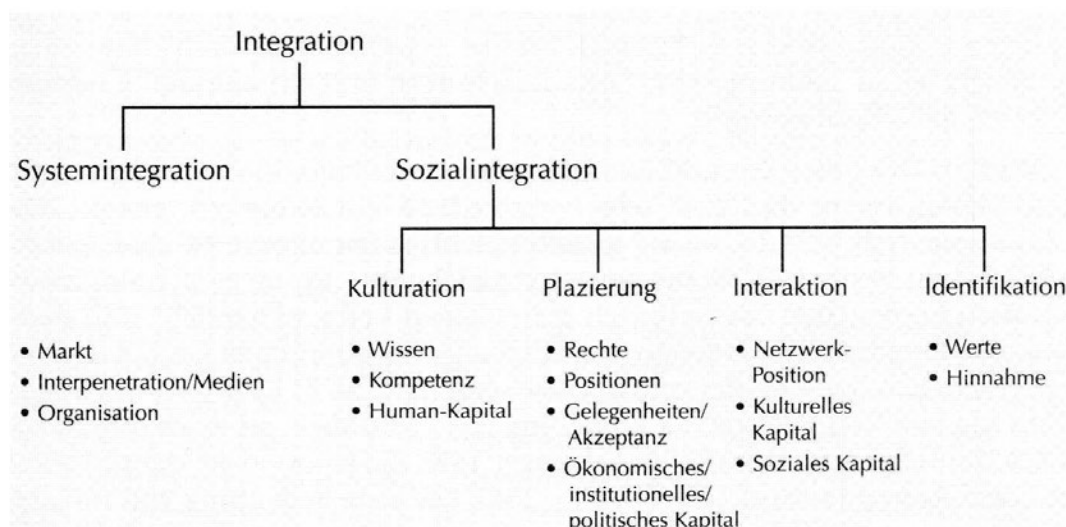 Integration
Systemintegration
Sozialintegration
Kulturation
Plazierung
Interaktion
Identifikation
• Markt
• Interpenetration/Medien
• Organisation
• Wissen
• Kompetenz
• Human-Kapital
• Rechte
• Positionen
• Gelegenheiten/
Akzeptanz
• Ökonomisches/
institutionelles/
politisches Kapital
• Netzwerk-
Position
• Kulturelles
Kapital
• Soziales Kapital
• Werte
• Hinnahme